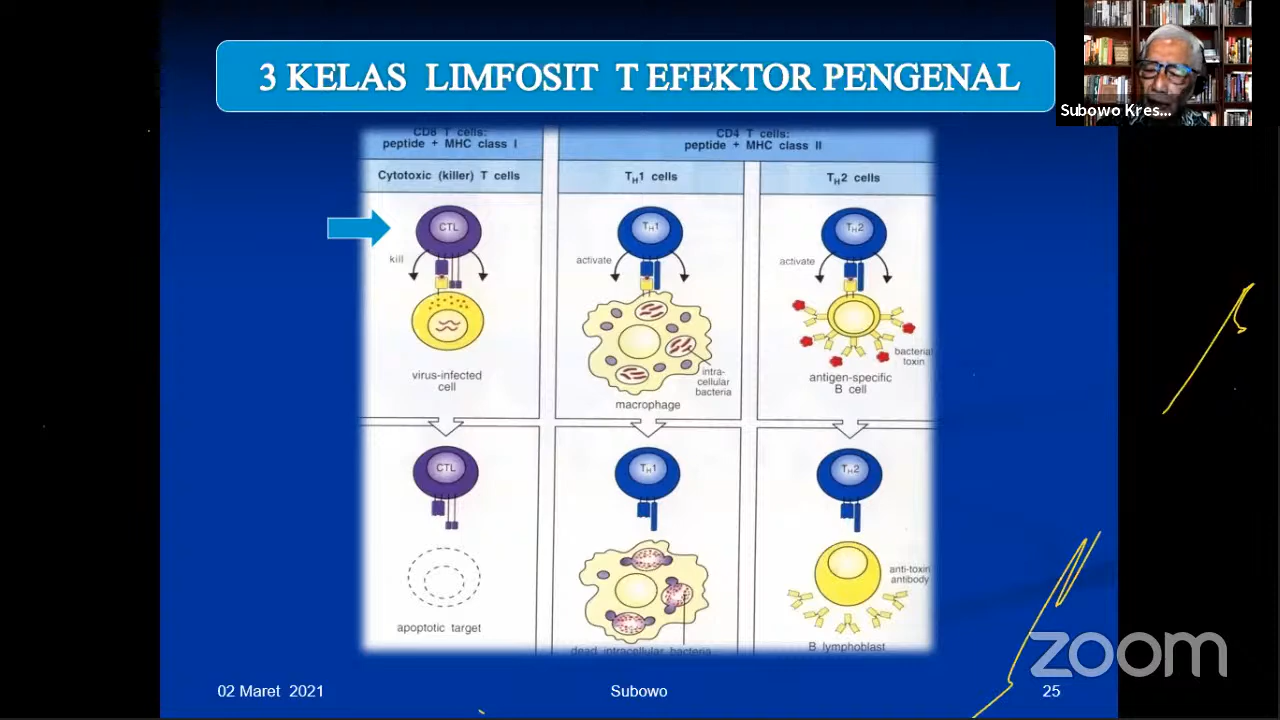 3 KELAS LIMFOSIT T EFEKTOR PENGENAL
Subowo Kres...
CD8 T cells:
peptide + MHC class I
CD4 T cells:
peptide + MHC class II
Cytotoxic (killer) T cells
TH1 cells
TH2 cells
CTL
TH1
TH2
kill
activate
activate
bacterial
toxin
intra-
cellular
bacteria
virus-infected
cell
macrophage
antigen-specific
B cell
CTL
TH1
TH2
anti-toxin
antibody
apoptotic target
dead intracellular bacteria
B lymphoblast
zoom
02 Maret 2021
Subowo
25